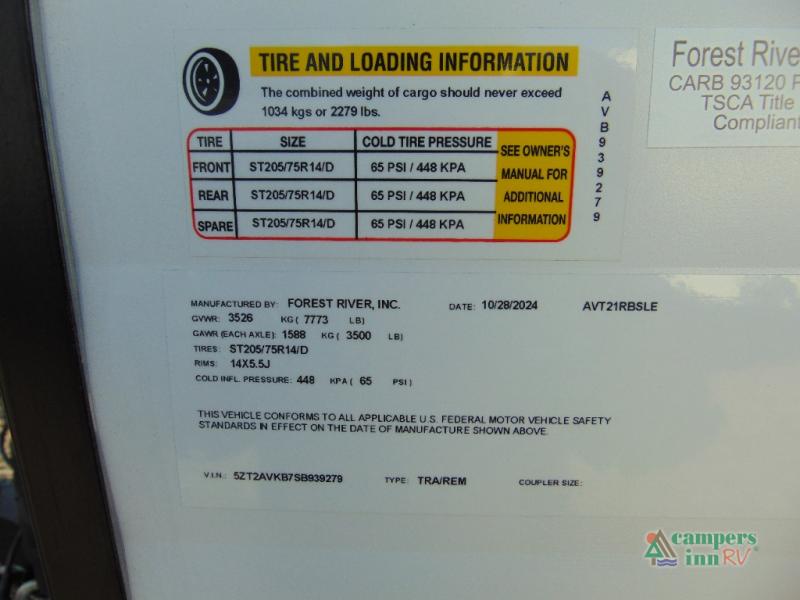 TIRE AND LOADING INFORMATION
The combined weight of cargo should never exceed
1034 kgs or 2279 lbs.
TIRE SIZE COLD TIRE PRESSURE
FRONT ST205/75R14/D 65 PSI / 448 KPA
REAR ST205/75R14/D 65 PSI / 448 KPA
SPARE ST205/75R14/D 65 PSI / 448 KPA
SEE OWNER'S
MANUAL FOR
ADDITIONAL
INFORMATION
AVB939279
Forest Rive
CARB 93120 P
TSCA Title
Compliant
MANUFACTURED BY: FOREST RIVER, INC. DATE: 10/28/2024 AVT21RBSLE
GVWR: 3526 KG ( 7773 LB)
GAWR (EACH AXLE): 1588 KG ( 3500 LB)
TIRES: ST205/75R14/D
RIMS: 14X5.5J
COLD INFL. PRESSURE: 448 KPA ( 65 PSI )
THIS VEHICLE CONFORMS TO ALL APPLICABLE U.S. FEDERAL MOTOR VEHICLE SAFETY
STANDARDS IN EFFECT ON THE DATE OF MANUFACTURE SHOWN ABOVE.
V.I.N.: 5ZT2AVKB7SB939279 TYPE: TRA/REM COUPLER SIZE:
campers
inn RV